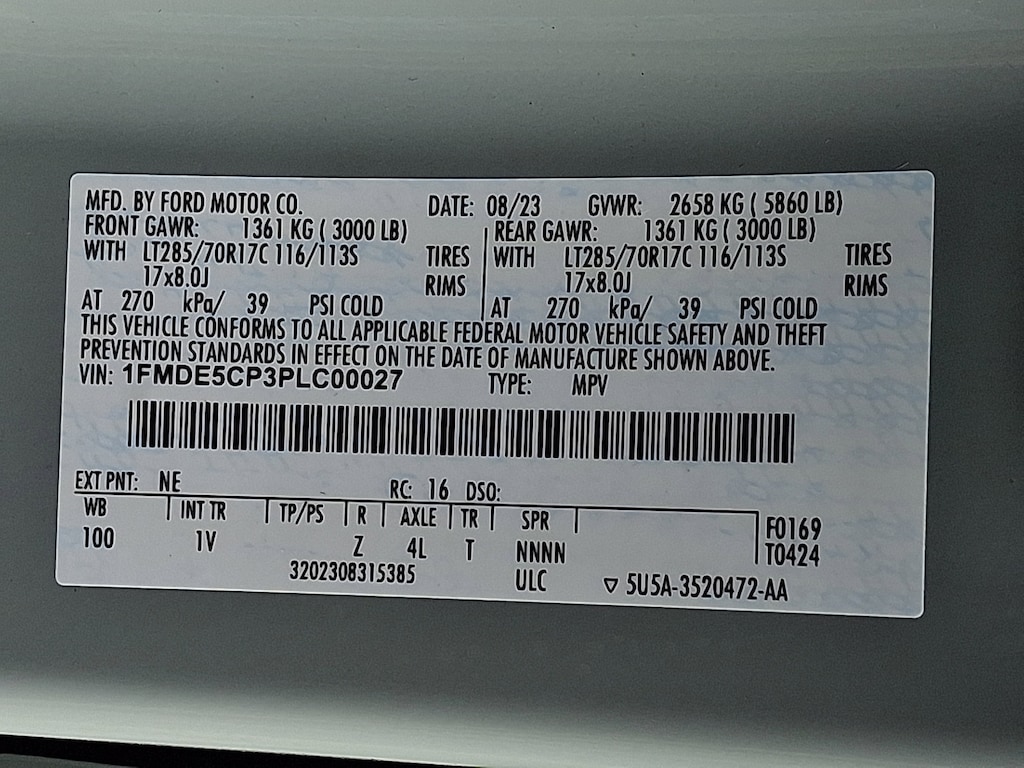 MFD. BY FORD MOTOR CO. DATE: 08/23 GVWR: 2658 KG ( 5860 LB)
FRONT GAWR: 1361 KG ( 3000 LB) REAR GAWR: 1361 KG ( 3000 LB)
WITH LT285/70R17C 116/113S TIRES WITH LT285/70R17C 116/113S TIRES
17x8.0J RIMS 17x8.0J RIMS
AT 270 kPa/ 39 PSI COLD AT 270 kPa/ 39 PSI COLD
THIS VEHICLE CONFORMS TO ALL APPLICABLE FEDERAL MOTOR VEHICLE SAFETY AND THEFT
PREVENTION STANDARDS IN EFFECT ON THE DATE OF MANUFACTURE SHOWN ABOVE.
VIN: 1FMDE5CP3PLC00027 TYPE: MPV
EXT PNT: NE RC: 16 DSO:
WB INT TR TP/PS R AXLE TR SPR F0169
100 1V Z 4L T NNNN T0424
3202308315385 ULC ▽ 5U5A-3520472-AA